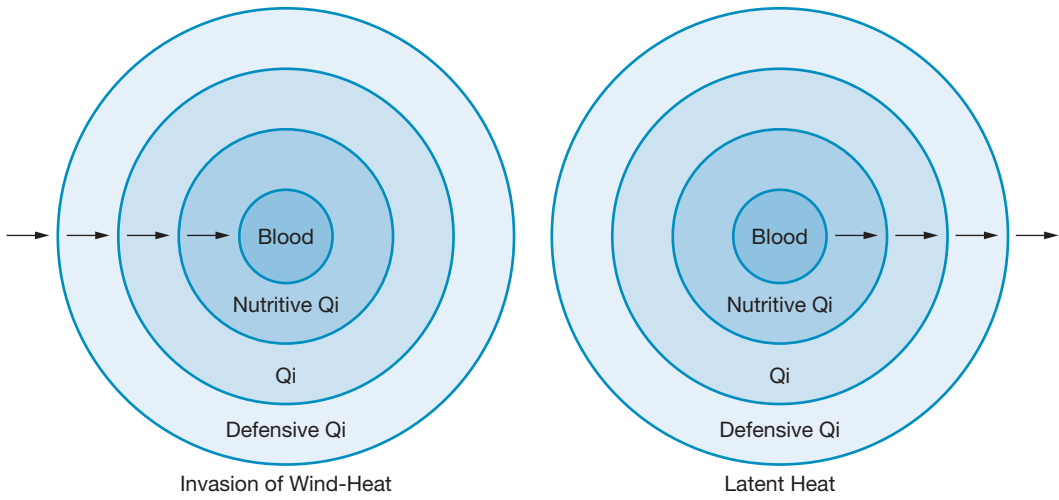 Blood
Nutritive Qi
Qi
Defensive Qi
Invasion of Wind-Heat
Blood
Nutritive Qi
Qi
Defensive Qi
Latent Heat